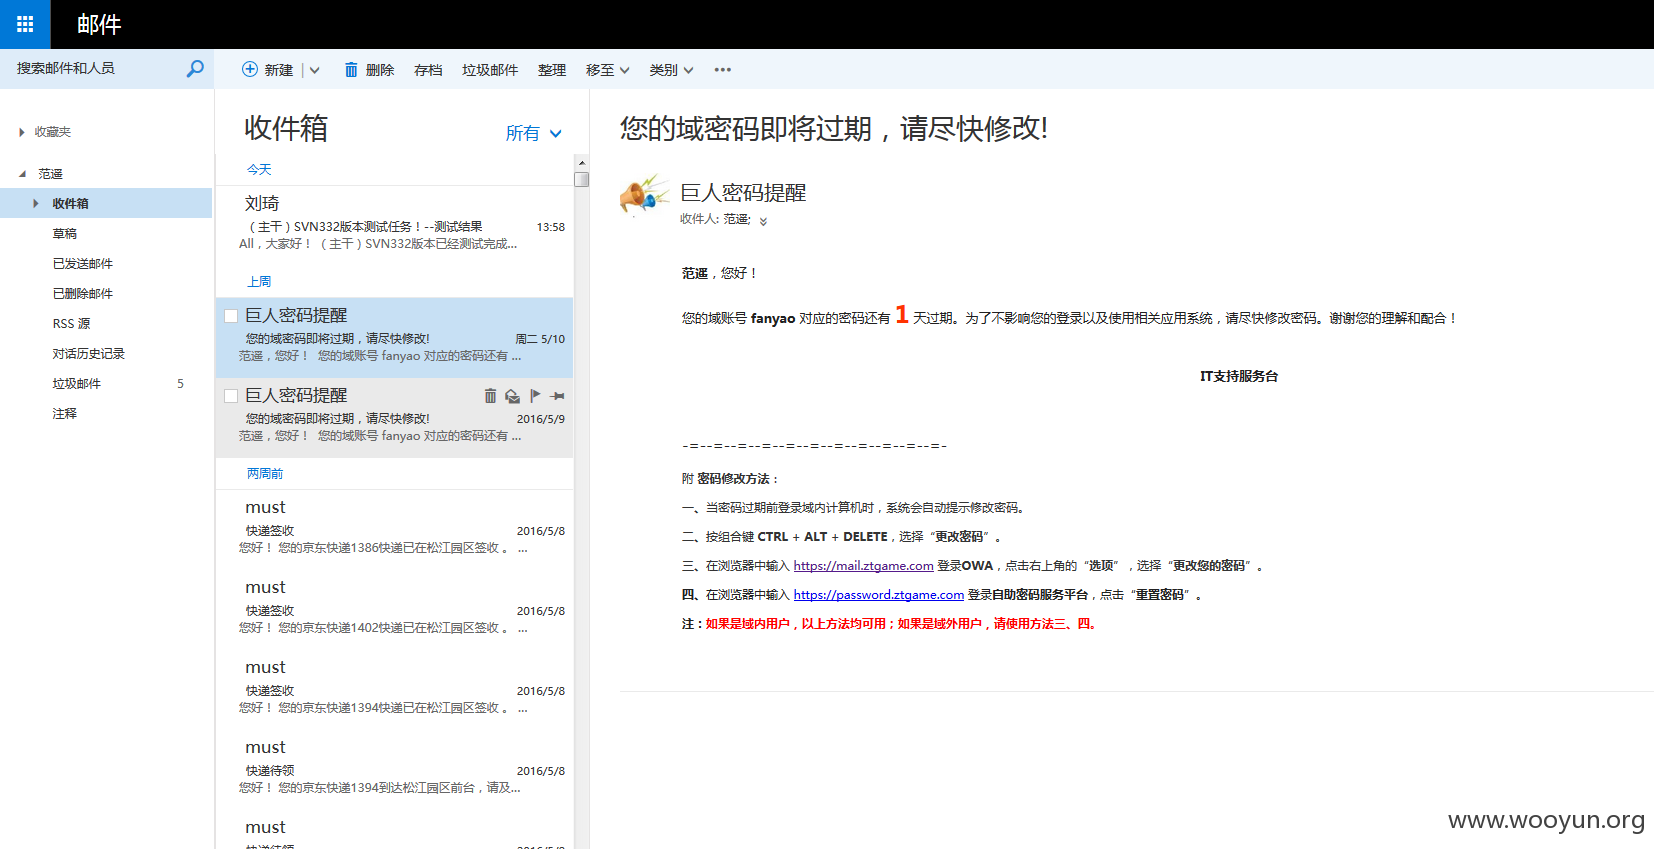 邮件
搜索邮件和人员
新建
删除 存档 垃圾邮件 整理 移至 类别 •••
收藏夹
范遥
收件箱
草稿
已发送邮件
已删除邮件
RSS 源
对话历史记录
垃圾邮件 5
注释
收件箱 所有
今天
刘琦
（主干）SVN332版本测试任务！--测试结果 13:58
All，大家好！（主干）SVN332版本已经测试完成...
上周
巨人密码提醒
您的域密码即将过期，请尽快修改! 周二 5/10
范遥，您好！ 您的域账号 fanyao 对应的密码还有 ...
巨人密码提醒
您的域密码即将过期，请尽快修改! 2016/5/9
范遥，您好！ 您的域账号 fanyao 对应的密码还有 ...
两周前
must
快递签收 2016/5/8
您好！ 您的京东快递1386快递已在松江园区签收 。 ...
must
快递签收 2016/5/8
您好！ 您的京东快递1402快递已在松江园区签收 。 ...
must
快递签收 2016/5/8
您好！ 您的京东快递1394快递已在松江园区签收 。 ...
must
快递待领 2016/5/8
您好！ 您的京东快递1394到达松江园区前台，请及...
must
您的域密码即将过期，请尽快修改!
巨人密码提醒
收件人: 范遥;
范遥，您好！
您的域账号 fanyao 对应的密码还有 1 天过期。为了不影响您的登录以及使用相关应用系统，请尽快修改密码。谢谢您的理解和配合！
IT支持服务台
-=--=--=--=--=--=--=--=--=--=--=-
附 密码修改方法：
一、当密码过期前登录域内计算机时，系统会自动提示修改密码。
二、按组合键 CTRL + ALT + DELETE，选择“更改密码”。
三、在浏览器中输入 https://mail.ztgame.com 登录OWA，点击右上角的“选项”，选择“更改您的密码”。
四、在浏览器中输入 https://password.ztgame.com 登录自助密码服务平台，点击“重置密码”。
注：如果是域内用户，以上方法均可用；如果是域外用户，请使用方法三、四。
www.wooyun.org